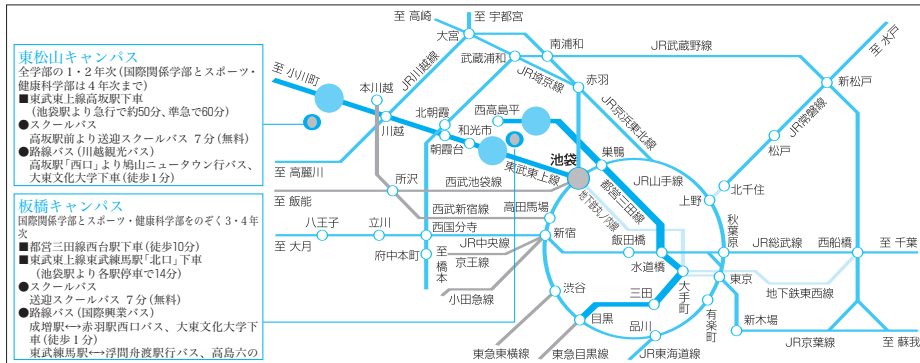 東松山キャンパス
全学部の1・2年次(国際関係学部とスポーツ・
健康科学部は4年次まで)
■東武東上線高坂駅下車
(池袋駅より急行で約50分、準急で60分)
●スクールバス
高坂駅前より送迎スクールバス 7分(無料)
●路線バス(川越観光バス)
高坂駅「西口」より鳩山ニュータウン行バス、
大東文化大学下車(徒歩1分)
板橋キャンパス
国際関係学部とスポーツ・健康科学部をのぞく3・4年
次
■都営三田線西台駅下車(徒歩10分)
■東武東上線東武練馬駅「北口」下車
(池袋駅より各駅停車で14分)
●スクールバス
送迎スクールバス 7分(無料)
●路線バス(国際興業バス)
成増駅⟷赤羽駅西口バス、大東文化大学下
車(徒歩1分)
東武練馬駅⟷浮間舟渡駅行バス、高島六の
至 高崎
至 宇都宮
大宮
武蔵浦和
南浦和
JR武蔵野線
至 水戸
JR川越線
JR埼京線
赤羽
新松戸
至 小川町
本川越
北朝霞
西高島平
JR京浜東北線
JR常磐線
川越
和光市
朝霞台
松戸
池袋
巣鴨
東武東上線
至 高麗川
所沢
西武池袋線
都営三田線
地下鉄丸ノ内線
JR山手線
北千住
至 飯能
西武新宿線
高田馬場
上野
八王子
立川
西国分寺
新宿
飯田橋
秋葉原
JR総武線
西船橋
至 千葉
至 大月
府中本町
至 橋本
JR中央線
京王線
水道橋
小田急線
大手町
東京
地下鉄東西線
渋谷
三田
有楽町
目黒
品川
新木場
至 蘇我
東急東横線
東急目黒線
JR東海道線
JR京葉線